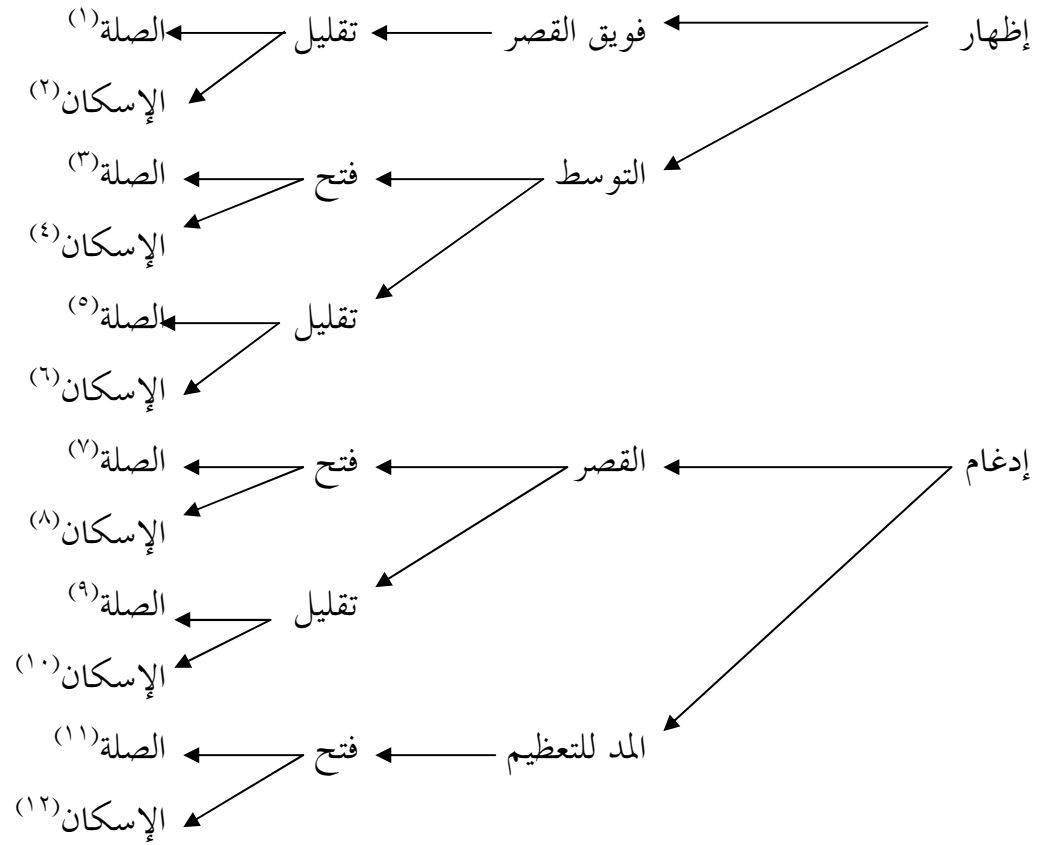 إظهار فويق القصر تقليل الصلة(١)
الإسكان(٢)
التوسط فتح الصلة(٣)
الإسكان(٤)
تقليل الصلة(٥)
الإسكان(٦)
إدغام القصر فتح الصلة(٧)
الإسكان(٨)
تقليل الصلة(٩)
الإسكان(١٠)
المد للتعظيم فتح الصلة(١١)
الإسكان(١٢)